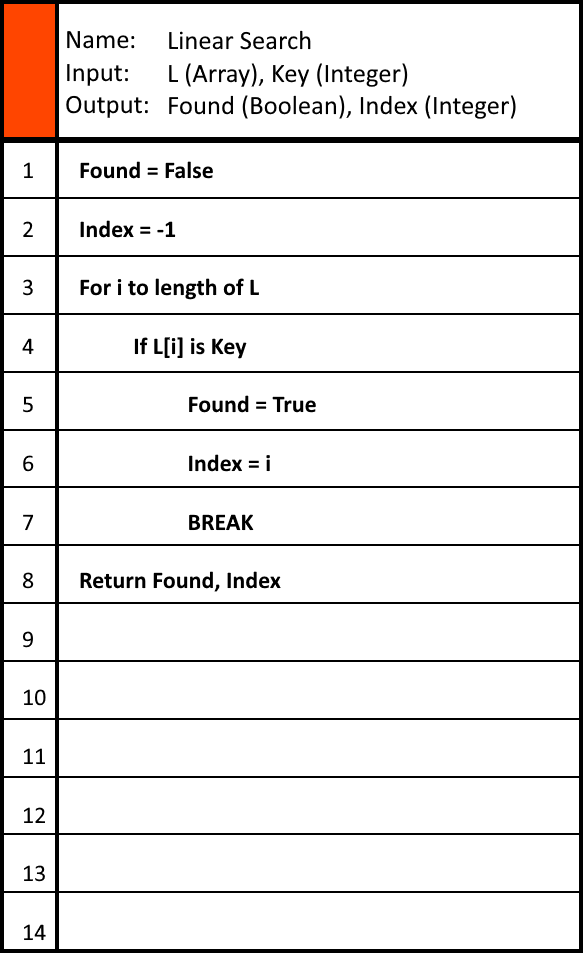 Name: Linear Search
Input: L (Array), Key (Integer)
Output: Found (Boolean), Index (Integer)
1 Found = False
2 Index = -1
3 For i to length of L
4 If L[i] is Key
5 Found = True
6 Index = i
7 BREAK
8 Return Found, Index
9
10
11
12
13
14